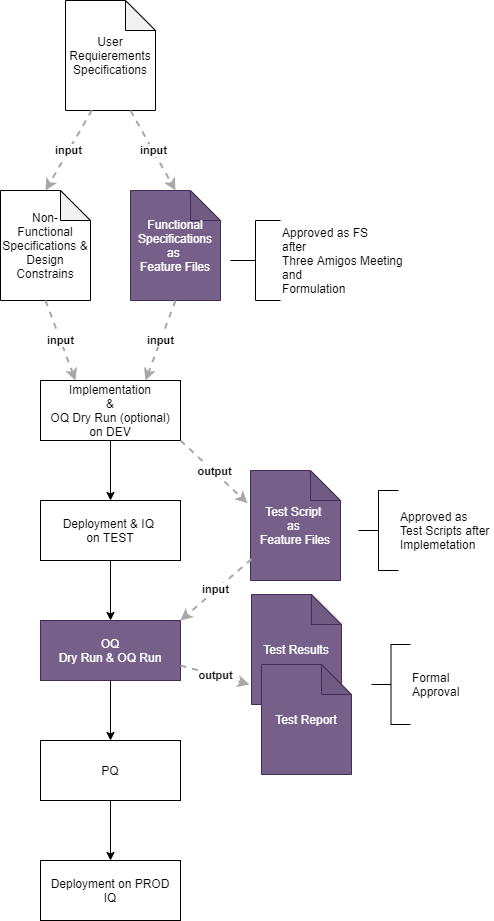 User
Requierements
Specifications
input
input
Non-
Functional
Specifications &
Design
Constrains
Functional
Specifications
as
Feature Files
Approved as FS
after
Three Amigos Meeting
and
Formulation
input
input
Implementation
&
OQ Dry Run (optional)
on DEV
output
Deployment & IQ
on TEST
Test Script
as
Feature Files
Approved as
Test Scripts after
Implemetation
input
OQ
Dry Run & OQ Run
output
Test Results
Test Report
Formal
Approval
PQ
Deployment on PROD
IQ